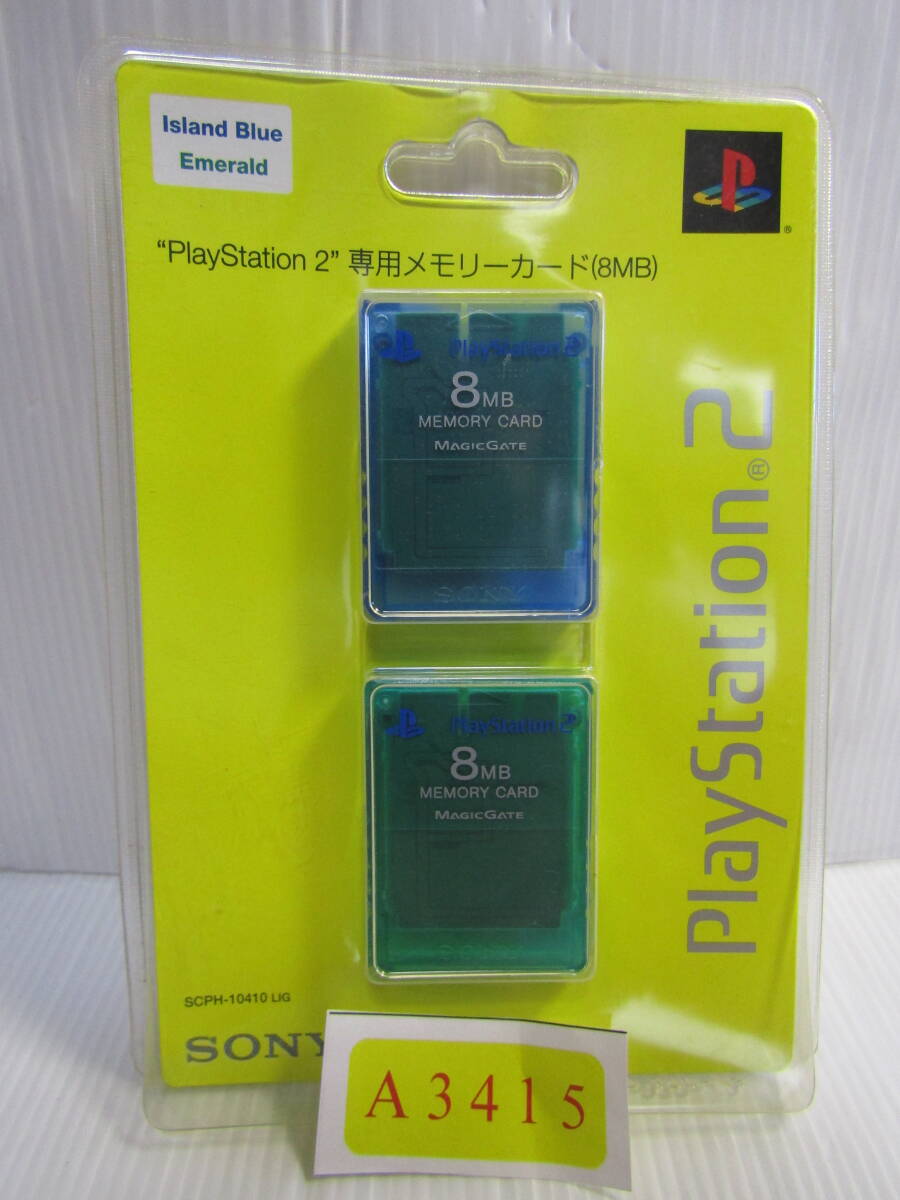 Island Blue
Emerald
“PlayStation 2” 専用メモリーカード(8MB)
PlayStation 2
8MB
MEMORY CARD
MAGICGATE
SONY
PlayStation 2
8MB
MEMORY CARD
MAGICGATE
SONY
PlayStation®2
SCPH-10410 LIG
SONY
A3415